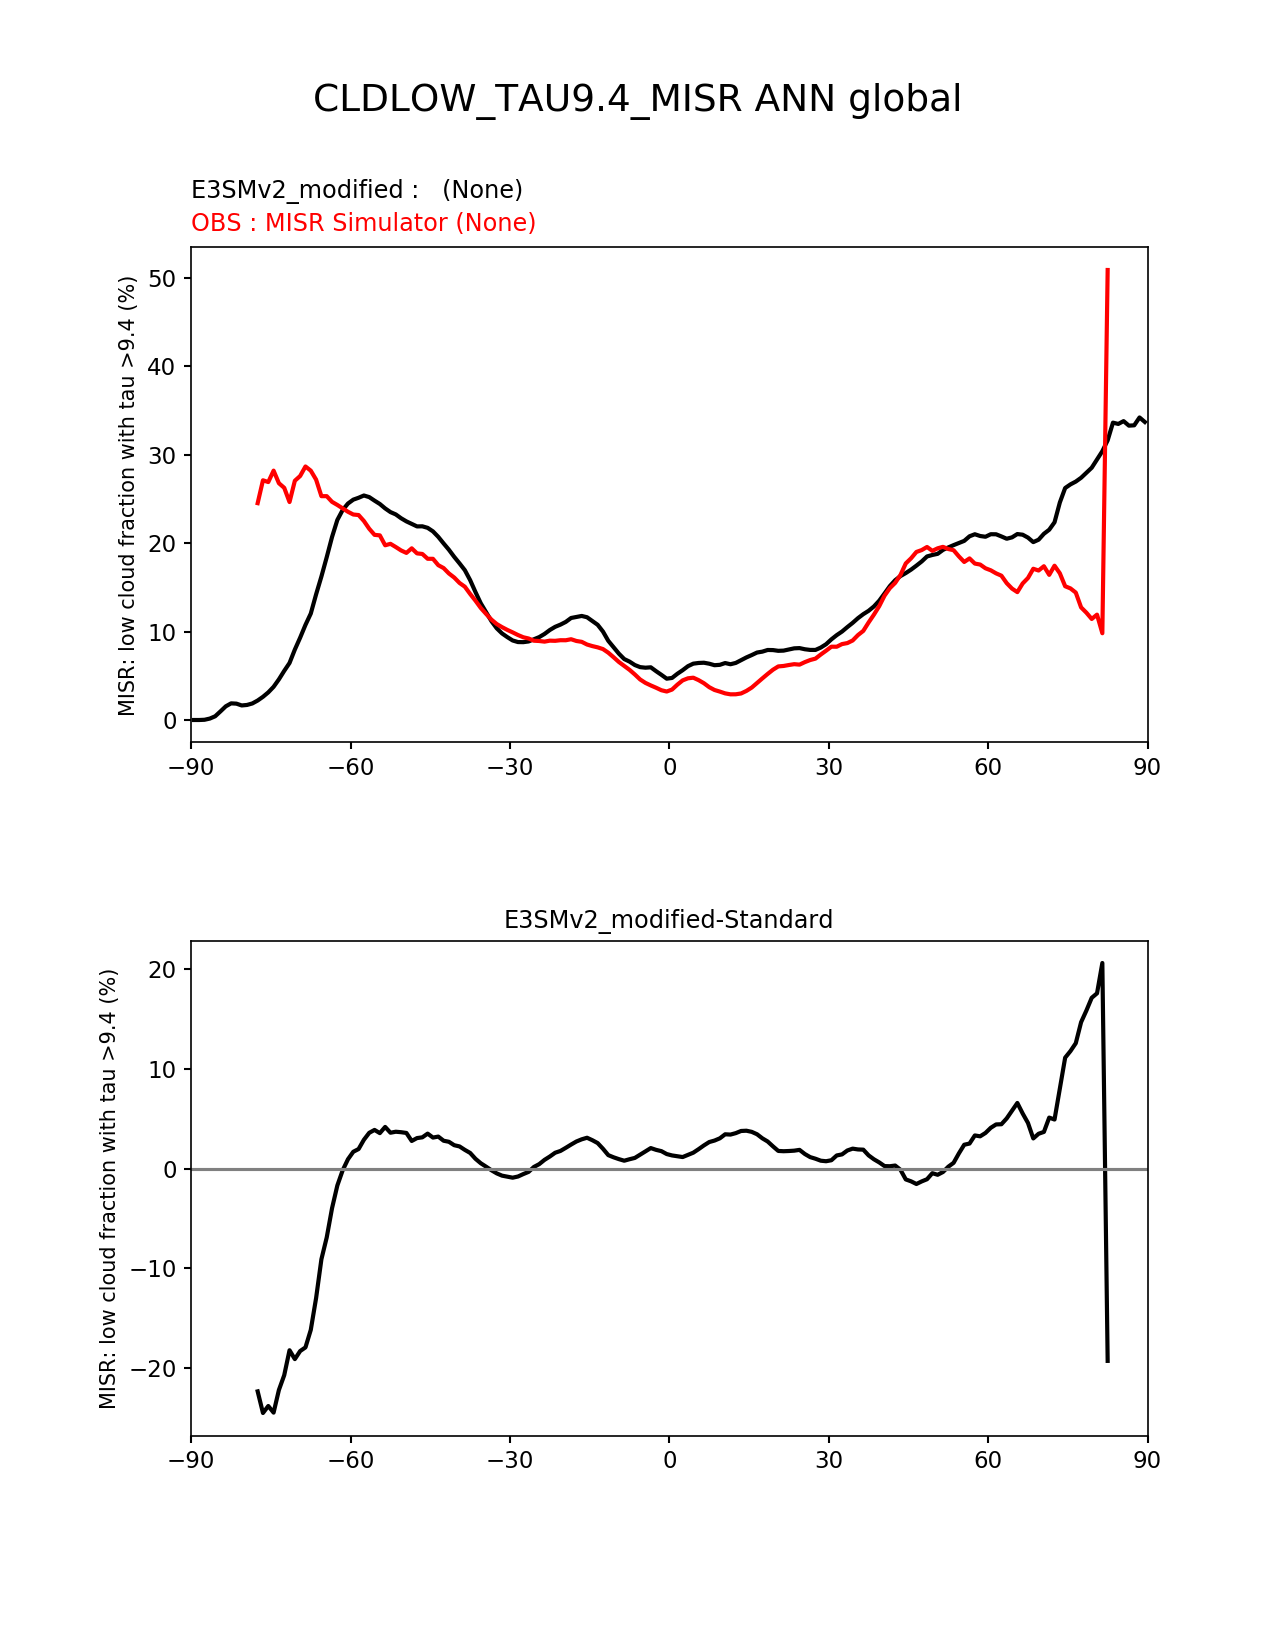 CLDLOW_TAU9.4_MISR ANN global
E3SMv2_modified :   (None)
OBS : MISR Simulator (None)
MISR: low cloud fraction with tau >9.4 (%)
50
40
30
20
10
0
−90 −60 −30 0 30 60 90
E3SMv2_modified-Standard
MISR: low cloud fraction with tau >9.4 (%)
20
10
0
−10
−20
−90 −60 −30 0 30 60 90